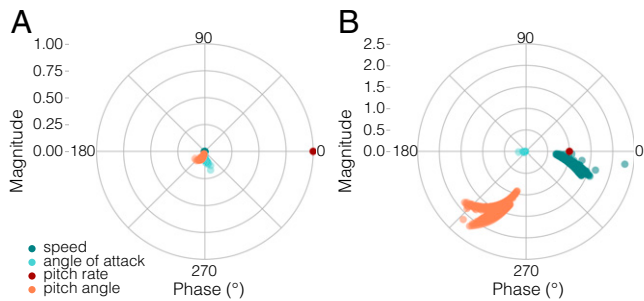 A
B
90
1.00
0.75
0.50
0.25
0.00
180
0
270
Magnitude
Phase (°)
90
2.5
2.0
1.5
1.0
0.5
0.0
180
0
270
Magnitude
Phase (°)
speed
angle of attack
pitch rate
pitch angle